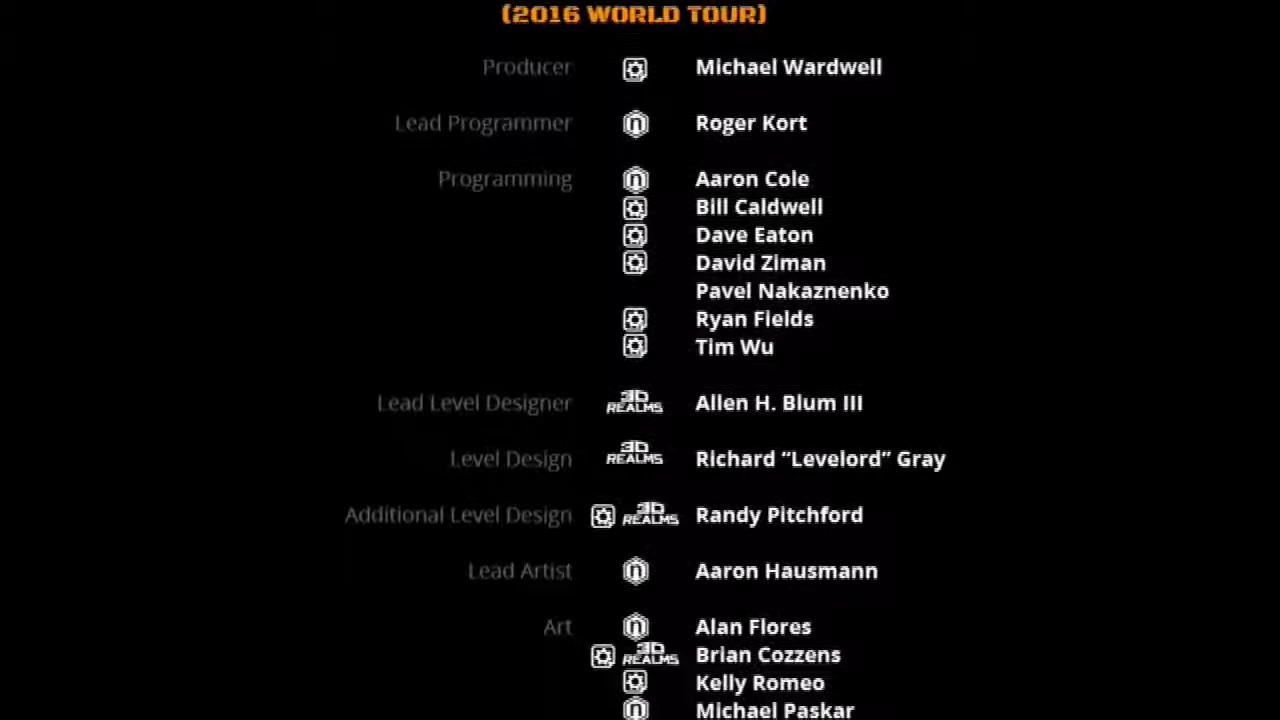 (2016 WORLD TOUR)
Producer Michael Wardwell
Lead Programmer Roger Kort
Programming Aaron Cole
Bill Caldwell
Dave Eaton
David Ziman
Pavel Nakaznenko
Ryan Fields
Tim Wu
Lead Level Designer 3D REALMS Allen H. Blum III
Level Design 3D REALMS Richard “Levelord” Gray
Additional Level Design 3D REALMS Randy Pitchford
Lead Artist Aaron Hausmann
Art Alan Flores
3D REALMS Brian Cozzens
Kelly Romeo
Michael Paskar